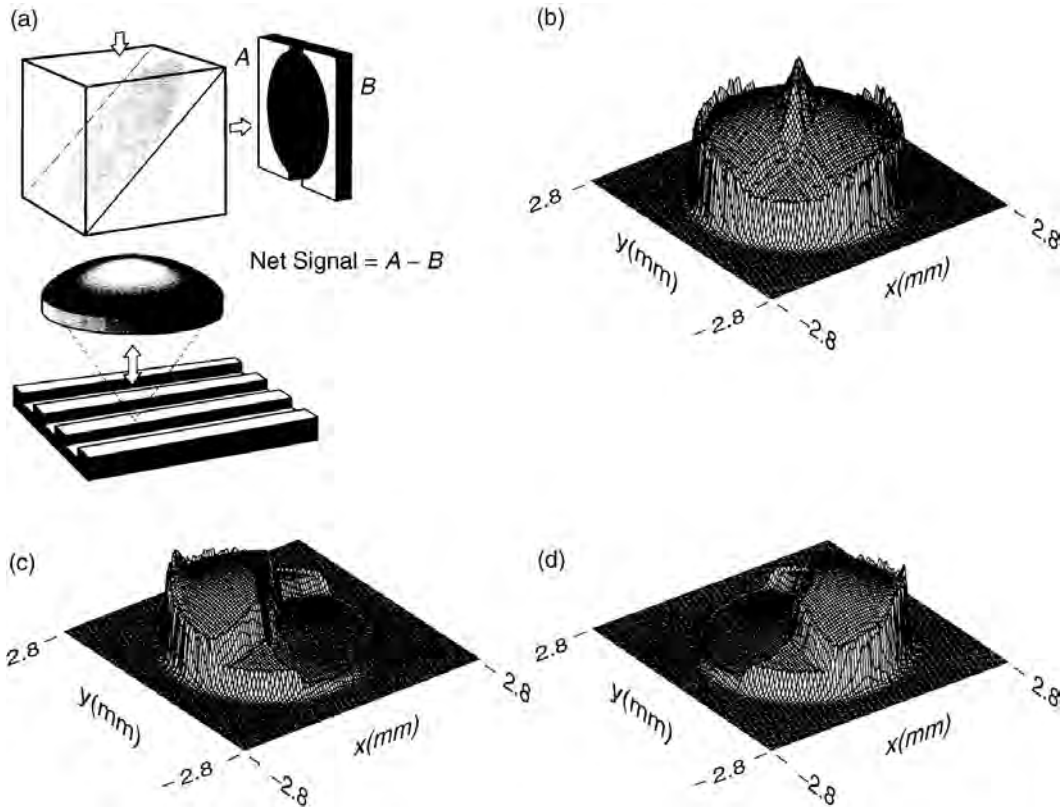 (a)
A
B
Net Signal = A – B
(b)
2.8
y(mm)
– 2.8
x(mm)
– 2.8
– 2.8
(c)
2.8
y(mm)
– 2.8
x(mm)
– 2.8
– 2.8
(d)
2.8
y(mm)
– 2.8
x(mm)
– 2.8
– 2.8